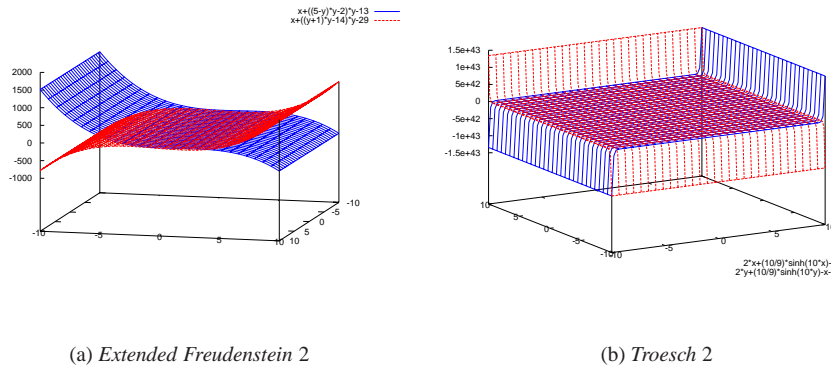 x+((5-y)*y-2)*y-13
x+((y+1)*y-14)*y-29
2000
1500
1000
500
0
-500
-1000
-10
-5
0
5
10
10
5
0
-5
-10
1.5e+43
1e+43
5e+42
0
-5e+42
-1e+43
-1.5e+43
10
5
0
-5
-10
-10
-5
0
5
10
2*x+(10/9)*sinh(10*x)-
2*y+(10/9)*sinh(10*y)-x-
(a) Extended Freudenstein 2
(b) Troesch 2